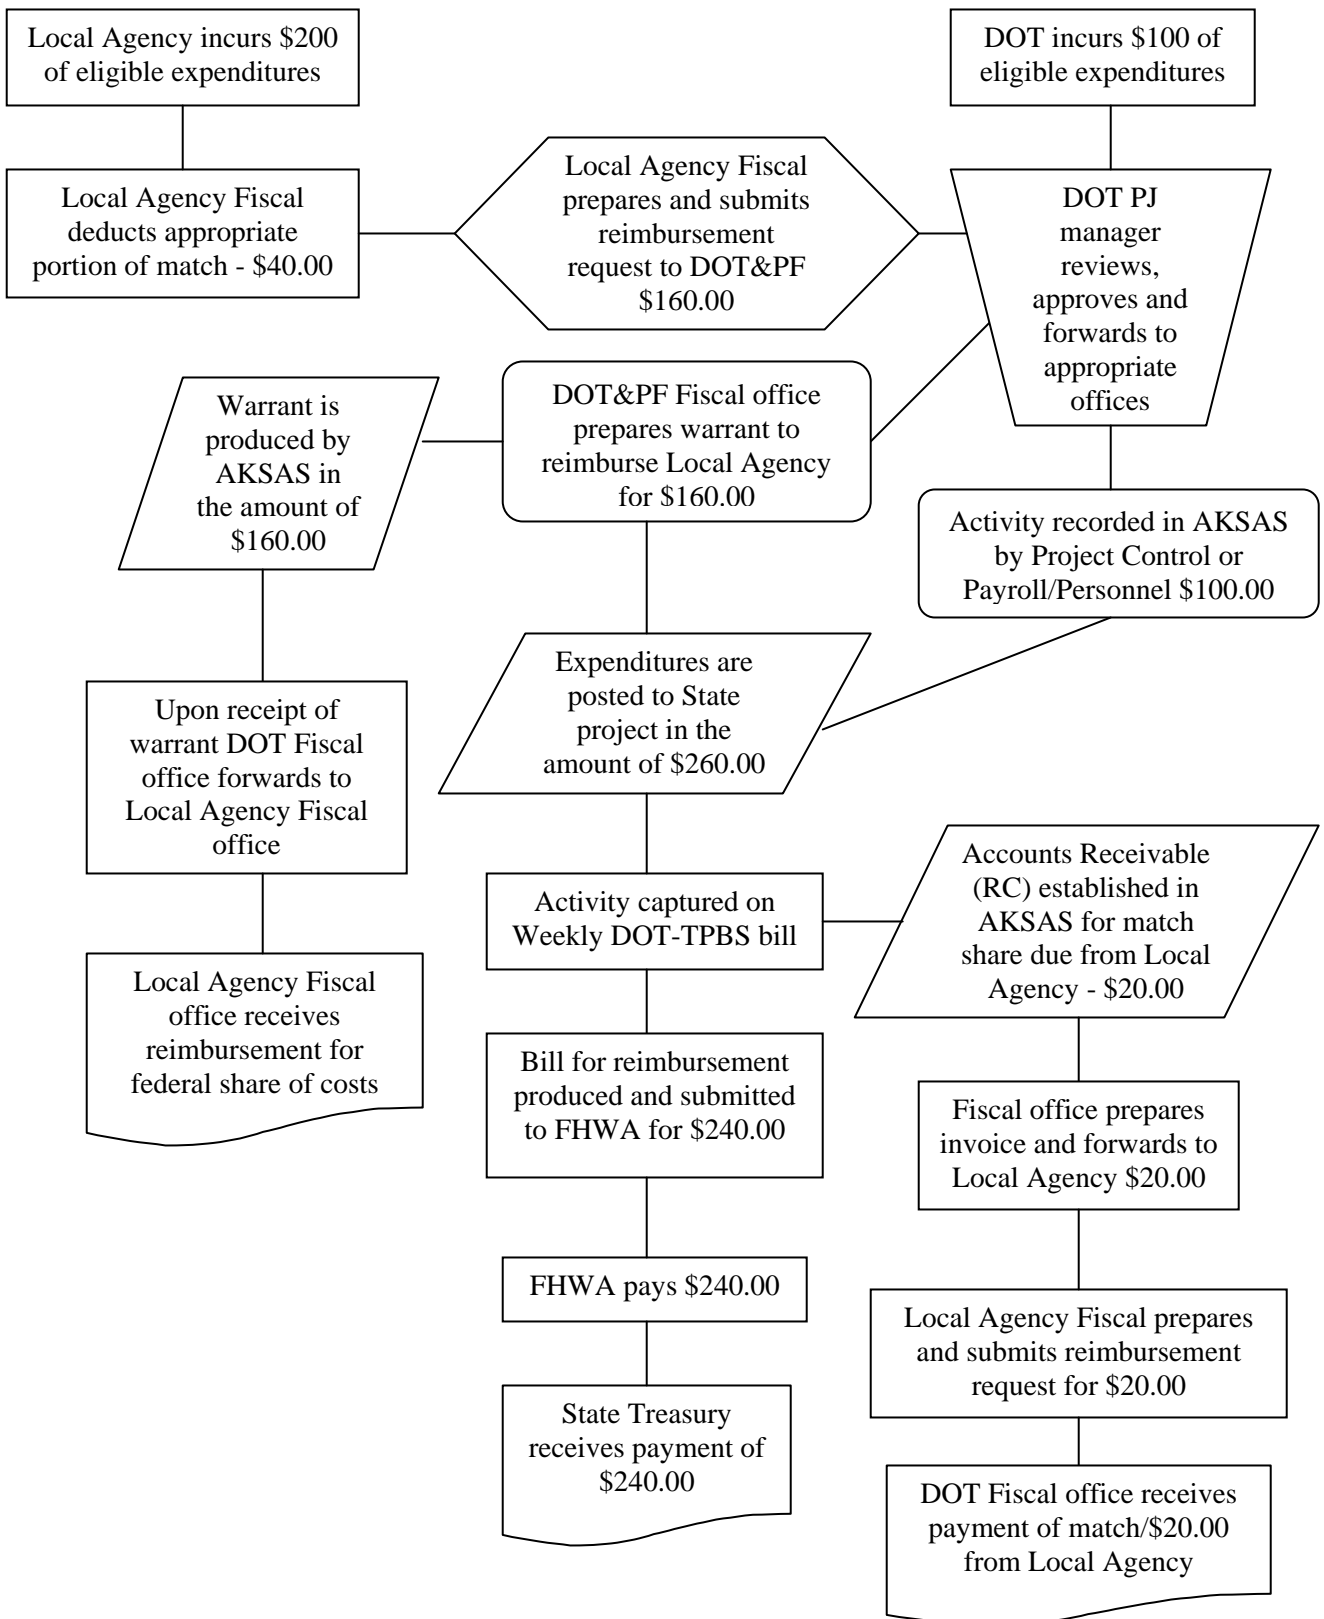 Local Agency incurs $200
of eligible expenditures
DOT incurs $100 of
eligible expenditures
Local Agency Fiscal
deducts appropriate
portion of match - $40.00
Local Agency Fiscal
prepares and submits
reimbursement
request to DOT&PF
$160.00
DOT PJ
manager
reviews,
approves and
forwards to
appropriate
offices
Warrant is
produced by
AKSAS in
the amount of
$160.00
DOT&PF Fiscal office
prepares warrant to
reimburse Local Agency
for $160.00
Activity recorded in AKSAS
by Project Control or
Payroll/Personnel $100.00
Expenditures are
posted to State
project in the
amount of $260.00
Upon receipt of
warrant DOT Fiscal
office forwards to
Local Agency Fiscal
office
Activity captured on
Weekly DOT-TPBS bill
Accounts Receivable
(RC) established in
AKSAS for match
share due from Local
Agency - $20.00
Local Agency Fiscal
office receives
reimbursement for
federal share of costs
Bill for reimbursement
produced and submitted
to FHWA for $240.00
Fiscal office prepares
invoice and forwards to
Local Agency $20.00
FHWA pays $240.00
Local Agency Fiscal prepares
and submits reimbursement
request for $20.00
State Treasury
receives payment of
$240.00
DOT Fiscal office receives
payment of match/$20.00
from Local Agency